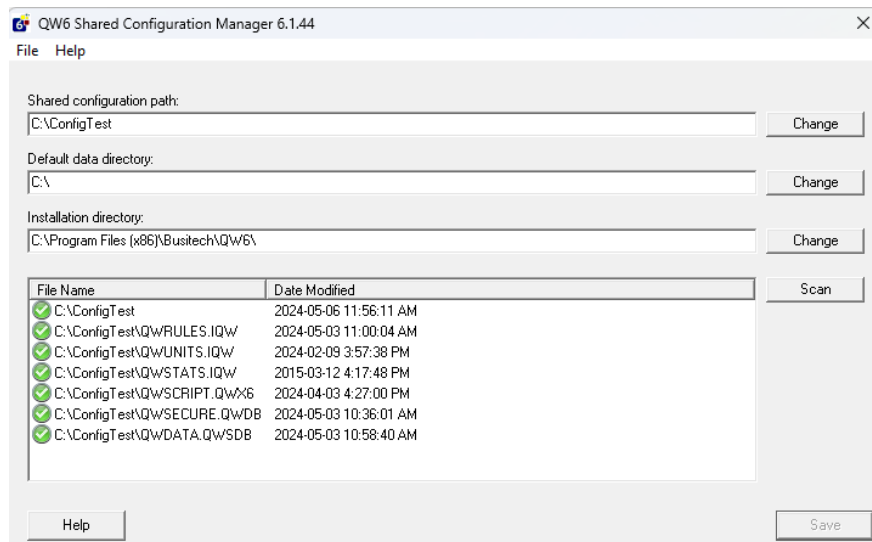 QW6 Shared Configuration Manager 6.1.44
File Help
Shared configuration path:
C:\ConfigTest Change
Default data directory:
C:\ Change
Installation directory:
C:\Program Files (x86)\Busitech\QW6\ Change
File Name Date Modified Scan
C:\ConfigTest 2024-05-06 11:56:11 AM
C:\ConfigTest\QWRULES.IQW 2024-05-03 11:00:04 AM
C:\ConfigTest\QWUNITS.IQW 2024-02-09 3:57:38 PM
C:\ConfigTest\QWSTATS.IQW 2015-03-12 4:17:48 PM
C:\ConfigTest\QWSCRIPT.QWX6 2024-04-03 4:27:00 PM
C:\ConfigTest\QWSECURE.QWDB 2024-05-03 10:36:01 AM
C:\ConfigTest\QWDATA.QWSDB 2024-05-03 10:58:40 AM
Help Save